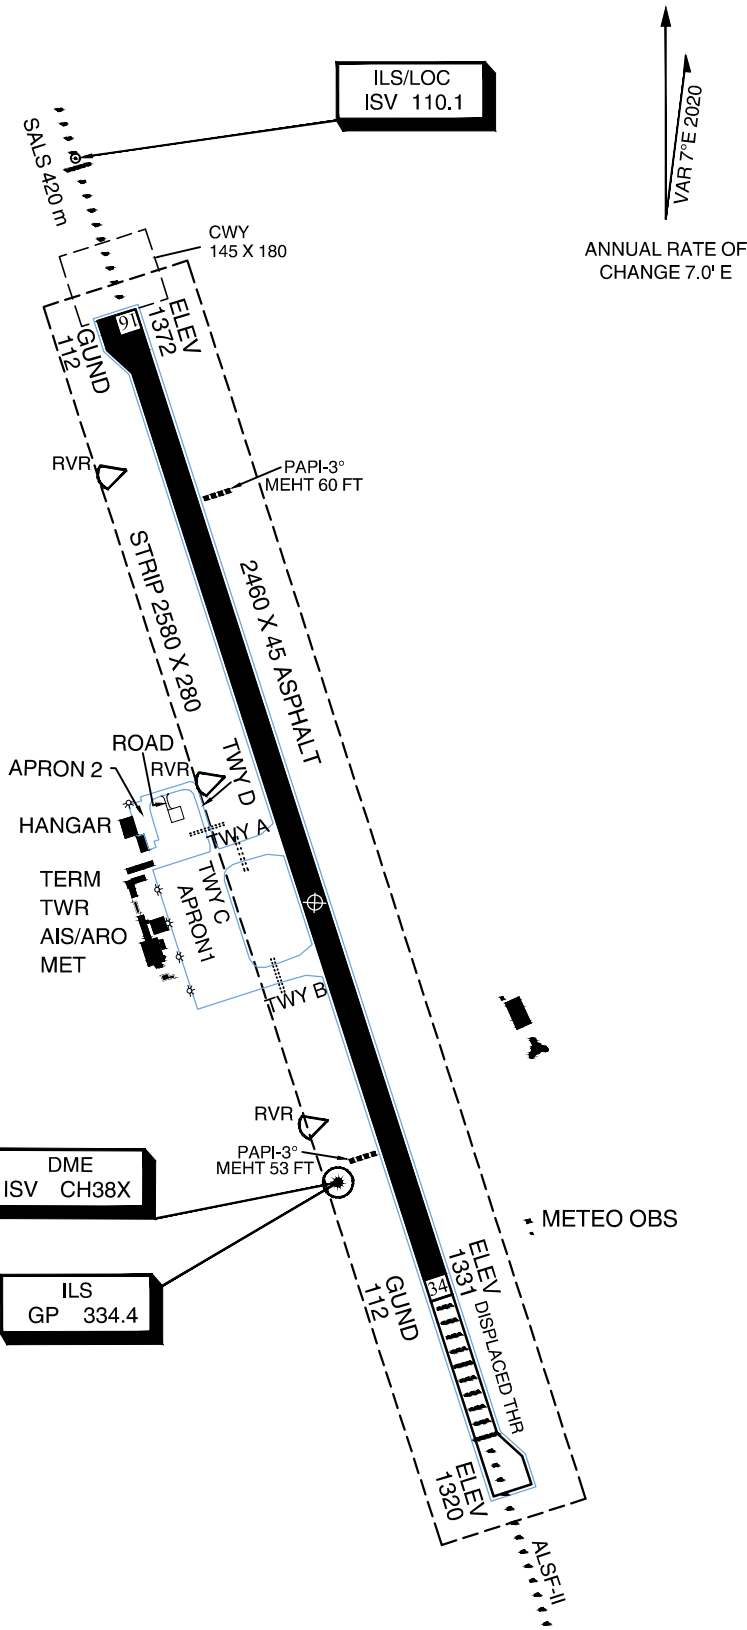 ILS/LOC
ISV 110.1
VAR 7°E 2020
ANNUAL RATE OF
CHANGE 7.0' E
SALS 420 m
CWY
145 X 180
16
ELEV
1372
GUND
112
RVR
PAPI-3°
MEHT 60 FT
STRIP 2580 X 280
2460 X 45 ASPHALT
ROAD
APRON 2
RVR
TWY D
HANGAR
TWY A
TERM
TWR
AIS/ARO
MET
TWY C
APRON1
TWY B
RVR
PAPI-3°
MEHT 53 FT
DME
ISV CH38X
METEO OBS
ILS
GP 334.4
34
ELEV
1331
GUND
112
DISPLACED THR
ELEV
1320
ALSF-II